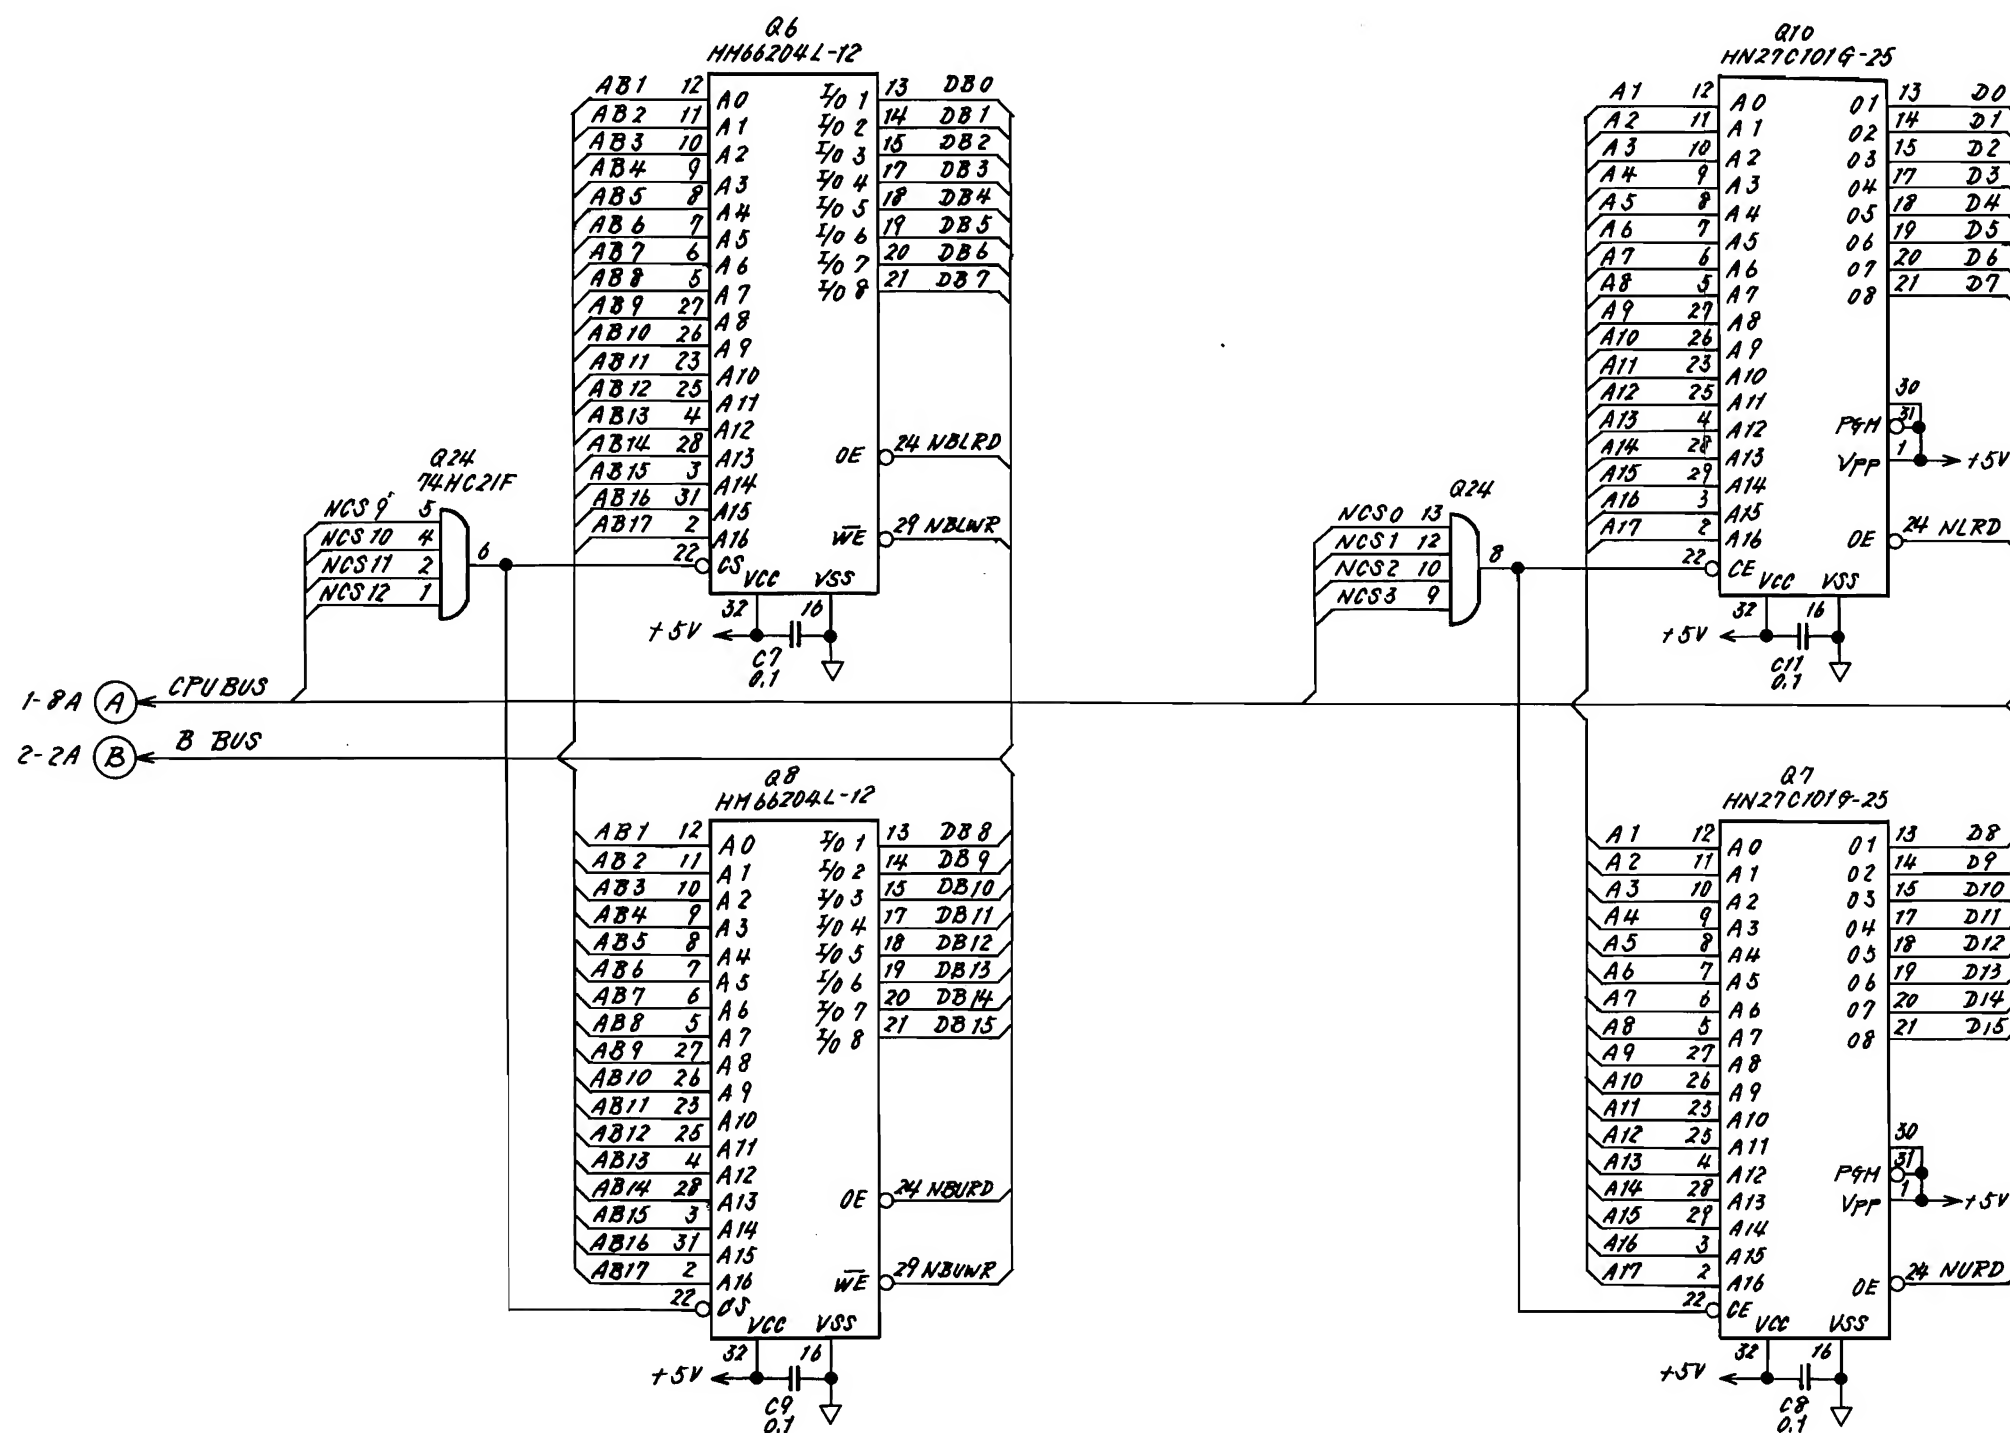 Q6
HM66204L-12
AB1 12 A0 I/O 1 13 DB0
AB2 11 A1 I/O 2 14 DB1
AB3 10 A2 I/O 3 15 DB2
AB4 9 A3 I/O 4 17 DB3
AB5 8 A4 I/O 5 18 DB4
AB6 7 A5 I/O 6 19 DB5
AB7 6 A6 I/O 7 20 DB6
AB8 5 A7 I/O 8 21 DB7
AB9 27 A8
AB10 26 A9
AB11 23 A10
AB12 25 A11
AB13 4 A12
AB14 28 A13 OE 24 NBLRD
AB15 3 A14
AB16 31 A15
AB17 2 A16 WE 29 NBLWR
22 CS
VCC VSS
32 16
+5V
C7
0.1
Q24
74HC21F
NCS9 5
NCS10 4
NCS11 2
NCS12 1
6
1-8A A CPU BUS
2-2A B B BUS
Q8
HM66204L-12
AB1 12 A0 I/O 1 13 DB8
AB2 11 A1 I/O 2 14 DB9
AB3 10 A2 I/O 3 15 DB10
AB4 9 A3 I/O 4 17 DB11
AB5 8 A4 I/O 5 18 DB12
AB6 7 A5 I/O 6 19 DB13
AB7 6 A6 I/O 7 20 DB14
AB8 5 A7 I/O 8 21 DB15
AB9 27 A8
AB10 26 A9
AB11 23 A10
AB12 25 A11
AB13 4 A12
AB14 28 A13 OE 24 NBURD
AB15 3 A14
AB16 31 A15
AB17 2 A16 WE 29 NBUWR
22 CS
VCC VSS
32 16
+5V
C9
0.1
Q10
HN27C101G-25
A1 12 A0 O1 13 D0
A2 11 A1 O2 14 D1
A3 10 A2 O3 15 D2
A4 9 A3 O4 17 D3
A5 8 A4 O5 18 D4
A6 7 A5 O6 19 D5
A7 6 A6 O7 20 D6
A8 5 A7 O8 21 D7
A9 27 A8
A10 26 A9
A11 23 A10
A12 25 A11 30
A13 4 A12 PGM 31
A14 28 A13 VPP 1 +5V
A15 29 A14
A16 3 A15
A17 2 A16 OE 24 NLRD
22 CE
VCC VSS
32 16
+5V
C11
0.1
Q24
NCS0 13
NCS1 12
NCS2 10
NCS3 9
8
Q7
HN27C101G-25
A1 12 A0 O1 13 D8
A2 11 A1 O2 14 D9
A3 10 A2 O3 15 D10
A4 9 A3 O4 17 D11
A5 8 A4 O5 18 D12
A6 7 A5 O6 19 D13
A7 6 A6 O7 20 D14
A8 5 A7 O8 21 D15
A9 27 A8
A10 26 A9
A11 23 A10
A12 25 A11 30
A13 4 A12 PGM 31
A14 28 A13 VPP 1 +5V
A15 29 A14
A16 3 A15
A17 2 A16 OE 24 NURD
22 CE
VCC VSS
32 16
+5V
C8
0.1